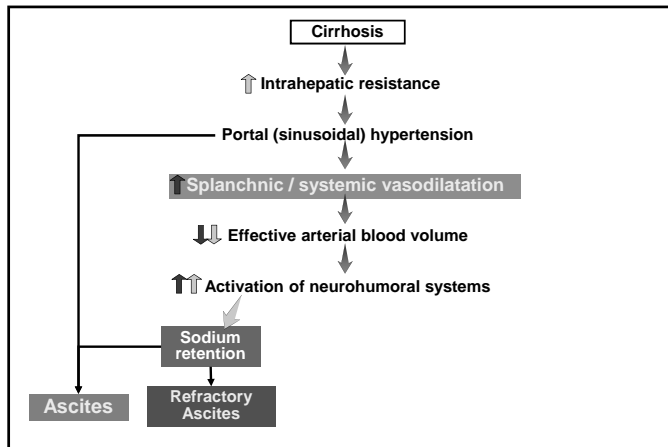 Cirrhosis
Intrahepatic resistance
Portal (sinusoidal) hypertension
Splanchnic / systemic vasodilatation
Effective arterial blood volume
Activation of neurohumoral systems
Sodium
retention
Ascites
Refractory
Ascites